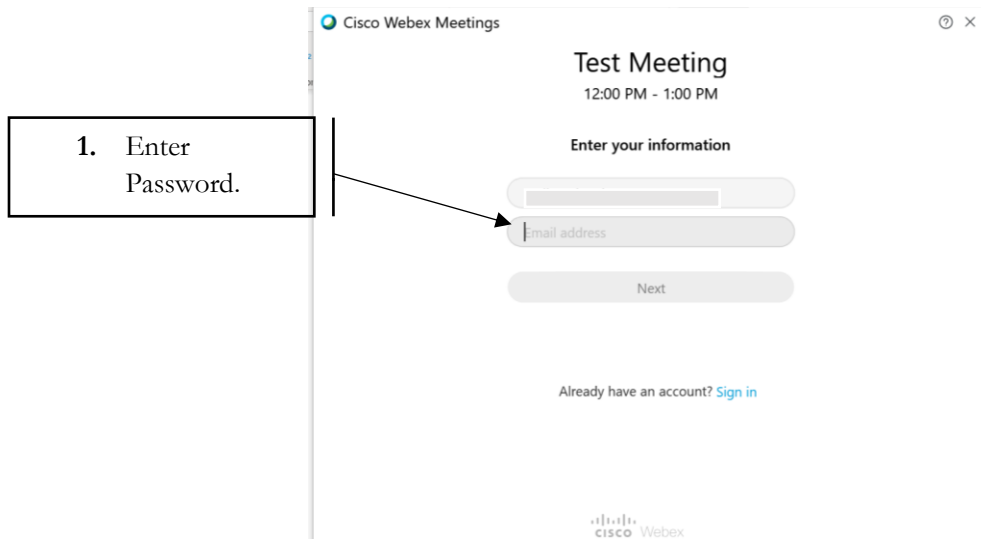 Cisco Webex Meetings
Test Meeting
12:00 PM - 1:00 PM
1. Enter
Password.
Enter your information
Email address
Next
Already have an account? Sign in
cisco Webex